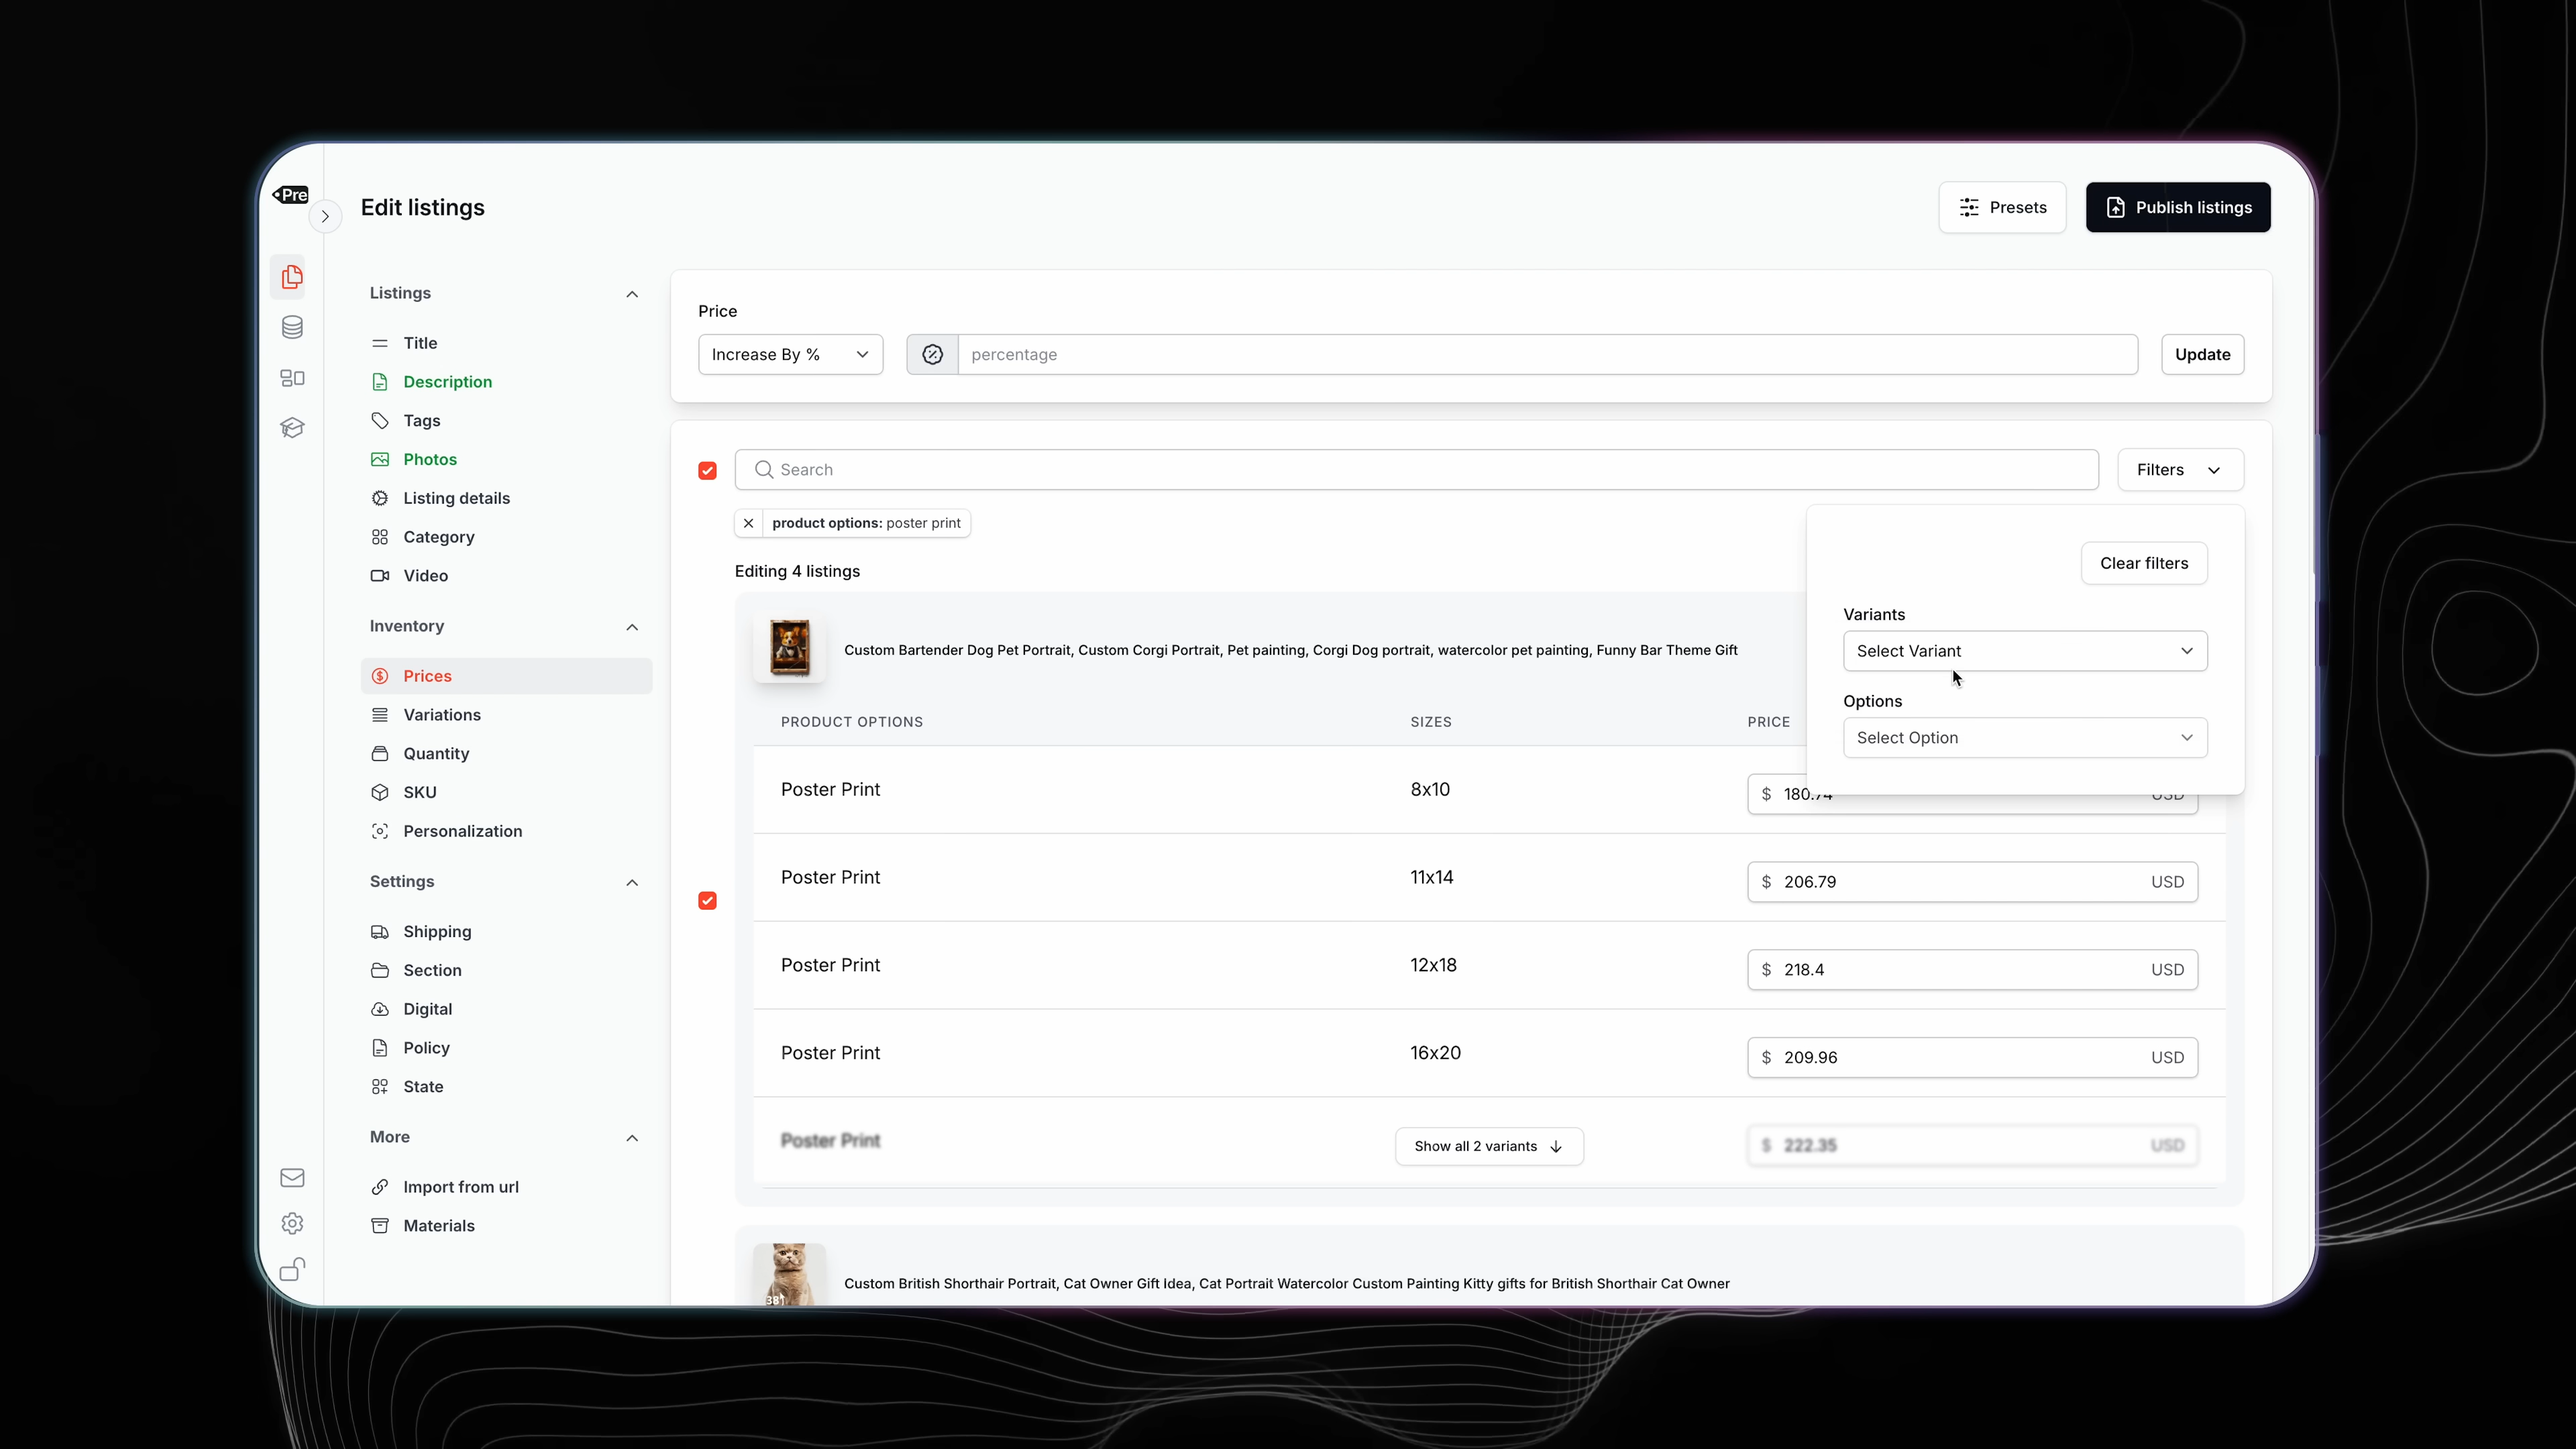 Pre
Edit listings
Presets
Publish listings
Listings
Title
Description
Tags
Photos
Listing details
Category
Video
Inventory
Prices
Variations
Quantity
SKU
Personalization
Settings
Shipping
Section
Digital
Policy
State
More
Import from url
Materials
Price
Increase By %
percentage
Update
Search
Filters
product options: poster print
Clear filters
Editing 4 listings
Variants
Select Variant
Options
Select Option
Custom Bartender Dog Pet Portrait, Custom Corgi Portrait, Pet painting, Corgi Dog portrait, watercolor pet painting, Funny Bar Theme Gift
PRODUCT OPTIONS SIZES PRICE
Poster Print 8x10 $ 180.74 USD
Poster Print 11x14 $ 206.79 USD
Poster Print 12x18 $ 218.4 USD
Poster Print 16x20 $ 209.96 USD
Poster Print Show all 2 variants $ 222.35 USD
Custom British Shorthair Portrait, Cat Owner Gift Idea, Cat Portrait Watercolor Custom Painting Kitty gifts for British Shorthair Cat Owner